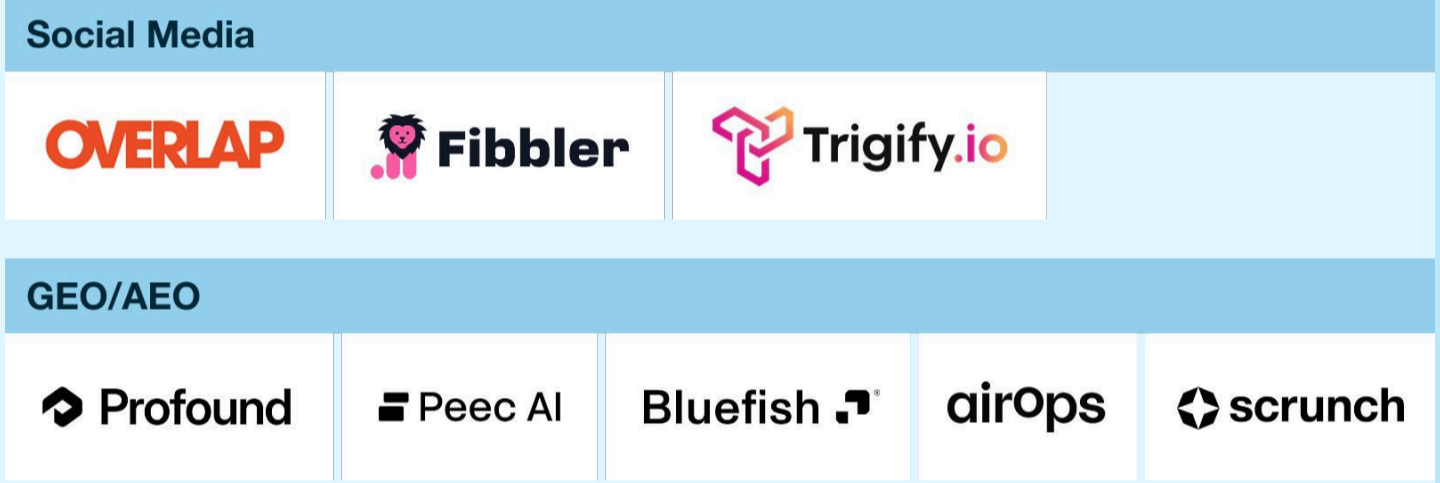 Social Media
OVERLAP
Fibbler
Trigify.io
GEO/AEO
Profound
Peec AI
Bluefish ®
airOps
scrunch